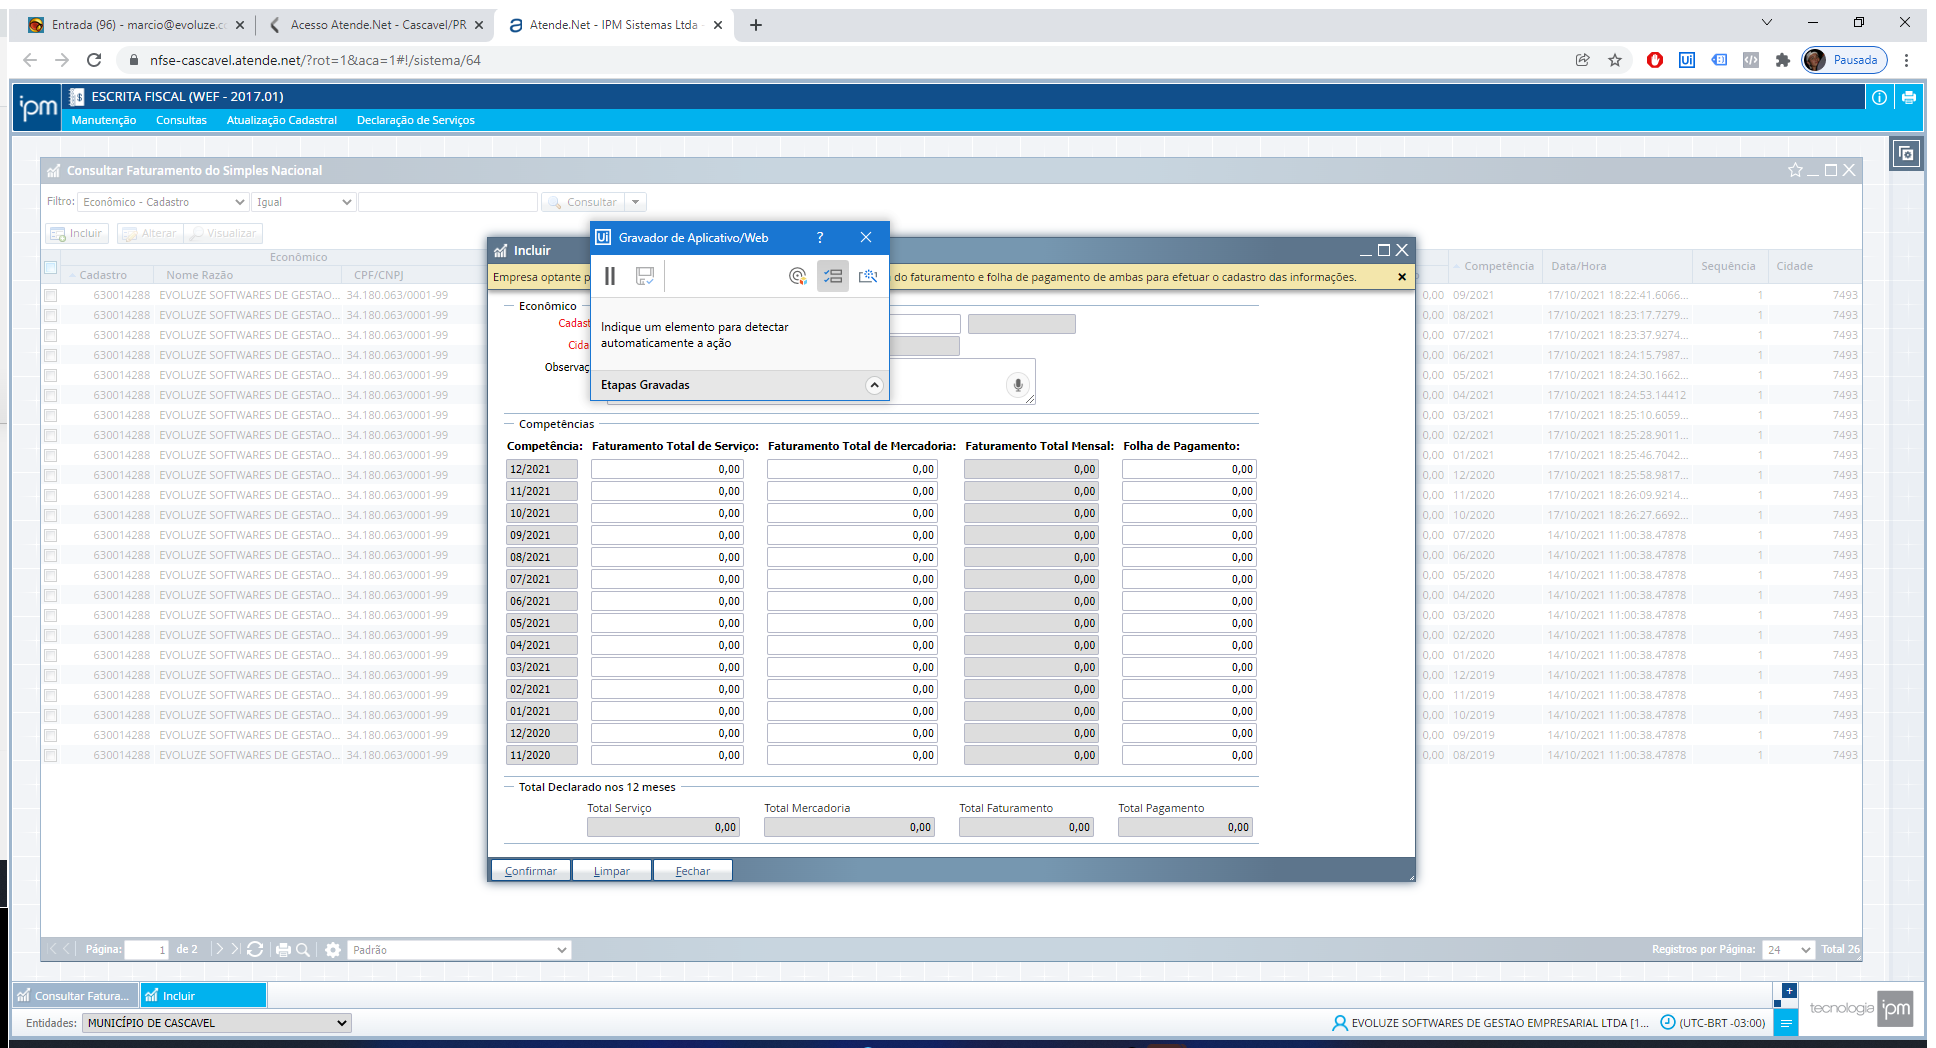 Entrada (96) - marcio@evoluze.c
Acesso Atende.Net - Cascavel/PR
Atende.Net - IPM Sistemas Ltda
nfse-cascavel.atende.net/?rot=1&aca=1#!/sistema/64
Pausada
ipm
ESCRITA FISCAL (WEF - 2017.01)
Manutenção Consultas Atualização Cadastral Declaração de Serviços
Consultar Faturamento do Simples Nacional
Filtro: Econômico - Cadastro Igual Consultar
Incluir Alterar Visualizar
Econômico
Cadastro Nome Razão CPF/CNPJ Competência Data/Hora Sequência Cidade
630014288 EVOLUZE SOFTWARES DE GESTAO... 34.180.063/0001-99 0,00 09/2021 17/10/2021 18:22:41.6066... 1 7493
630014288 EVOLUZE SOFTWARES DE GESTAO... 34.180.063/0001-99 0,00 08/2021 17/10/2021 18:23:17.7279... 1 7493
630014288 EVOLUZE SOFTWARES DE GESTAO... 34.180.063/0001-99 0,00 07/2021 17/10/2021 18:23:37.9274... 1 7493
630014288 EVOLUZE SOFTWARES DE GESTAO... 34.180.063/0001-99 0,00 06/2021 17/10/2021 18:24:15.7987... 1 7493
630014288 EVOLUZE SOFTWARES DE GESTAO... 34.180.063/0001-99 0,00 05/2021 17/10/2021 18:24:30.1662... 1 7493
630014288 EVOLUZE SOFTWARES DE GESTAO... 34.180.063/0001-99 0,00 04/2021 17/10/2021 18:24:53.14412 1 7493
630014288 EVOLUZE SOFTWARES DE GESTAO... 34.180.063/0001-99 0,00 03/2021 17/10/2021 18:25:10.6059... 1 7493
630014288 EVOLUZE SOFTWARES DE GESTAO... 34.180.063/0001-99 0,00 02/2021 17/10/2021 18:25:28.9011... 1 7493
630014288 EVOLUZE SOFTWARES DE GESTAO... 34.180.063/0001-99 0,00 01/2021 17/10/2021 18:25:46.7042... 1 7493
630014288 EVOLUZE SOFTWARES DE GESTAO... 34.180.063/0001-99 0,00 12/2020 17/10/2021 18:25:58.9817... 1 7493
630014288 EVOLUZE SOFTWARES DE GESTAO... 34.180.063/0001-99 0,00 11/2020 17/10/2021 18:26:09.9214... 1 7493
630014288 EVOLUZE SOFTWARES DE GESTAO... 34.180.063/0001-99 0,00 10/2020 17/10/2021 18:26:27.6692... 1 7493
630014288 EVOLUZE SOFTWARES DE GESTAO... 34.180.063/0001-99 0,00 07/2020 14/10/2021 11:00:38.47878 1 7493
630014288 EVOLUZE SOFTWARES DE GESTAO... 34.180.063/0001-99 0,00 06/2020 14/10/2021 11:00:38.47878 1 7493
630014288 EVOLUZE SOFTWARES DE GESTAO... 34.180.063/0001-99 0,00 05/2020 14/10/2021 11:00:38.47878 1 7493
630014288 EVOLUZE SOFTWARES DE GESTAO... 34.180.063/0001-99 0,00 04/2020 14/10/2021 11:00:38.47878 1 7493
630014288 EVOLUZE SOFTWARES DE GESTAO... 34.180.063/0001-99 0,00 03/2020 14/10/2021 11:00:38.47878 1 7493
630014288 EVOLUZE SOFTWARES DE GESTAO... 34.180.063/0001-99 0,00 02/2020 14/10/2021 11:00:38.47878 1 7493
630014288 EVOLUZE SOFTWARES DE GESTAO... 34.180.063/0001-99 0,00 01/2020 14/10/2021 11:00:38.47878 1 7493
630014288 EVOLUZE SOFTWARES DE GESTAO... 34.180.063/0001-99 0,00 12/2019 14/10/2021 11:00:38.47878 1 7493
630014288 EVOLUZE SOFTWARES DE GESTAO... 34.180.063/0001-99 0,00 11/2019 14/10/2021 11:00:38.47878 1 7493
630014288 EVOLUZE SOFTWARES DE GESTAO... 34.180.063/0001-99 0,00 10/2019 14/10/2021 11:00:38.47878 1 7493
630014288 EVOLUZE SOFTWARES DE GESTAO... 34.180.063/0001-99 0,00 09/2019 14/10/2021 11:00:38.47878 1 7493
630014288 EVOLUZE SOFTWARES DE GESTAO... 34.180.063/0001-99 0,00 08/2019 14/10/2021 11:00:38.47878 1 7493
Incluir
Empresa optante p
do faturamento e folha de pagamento de ambas para efetuar o cadastro das informações.
Econômico
Cadast
Cida
Observaç
Ui Gravador de Aplicativo/Web ?
Indique um elemento para detectar
automaticamente a ação
Etapas Gravadas
Competências
Competência: Faturamento Total de Serviço: Faturamento Total de Mercadoria: Faturamento Total Mensal: Folha de Pagamento:
12/2021 0,00 0,00 0,00 0,00
11/2021 0,00 0,00 0,00 0,00
10/2021 0,00 0,00 0,00 0,00
09/2021 0,00 0,00 0,00 0,00
08/2021 0,00 0,00 0,00 0,00
07/2021 0,00 0,00 0,00 0,00
06/2021 0,00 0,00 0,00 0,00
05/2021 0,00 0,00 0,00 0,00
04/2021 0,00 0,00 0,00 0,00
03/2021 0,00 0,00 0,00 0,00
02/2021 0,00 0,00 0,00 0,00
01/2021 0,00 0,00 0,00 0,00
12/2020 0,00 0,00 0,00 0,00
11/2020 0,00 0,00 0,00 0,00
Total Declarado nos 12 meses
Total Serviço Total Mercadoria Total Faturamento Total Pagamento
0,00 0,00 0,00 0,00
Confirmar Limpar Fechar
Página: 1 de 2 Padrão Registros por Página: 24 Total 26
Consultar Fatura... Incluir
Entidades: MUNICÍPIO DE CASCAVEL
EVOLUZE SOFTWARES DE GESTAO EMPRESARIAL LTDA [1... (UTC-BRT -03:00)
tecnologia ipm